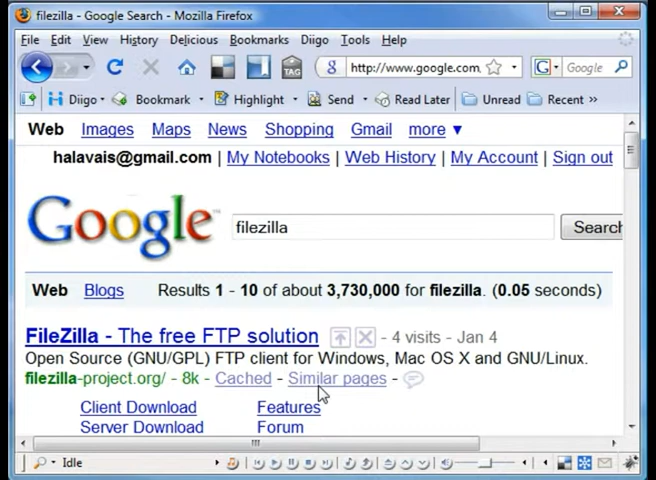 filezilla - Google Search - Mozilla Firefox
File Edit View History Delicious Bookmarks Diigo Tools Help
TAG 8 http://www.google.com G Google
Diigo Bookmark Highlight Send Read Later Unread Recent »
Web Images Maps News Shopping Gmail more ▼
halavais@gmail.com | My Notebooks | Web History | My Account | Sign out
Google™ filezilla Search
Web Blogs Results 1 - 10 of about 3,730,000 for filezilla. (0.05 seconds)
FileZilla - The free FTP solution - 4 visits - Jan 4
Open Source (GNU/GPL) FTP client for Windows, Mac OS X and GNU/Linux.
filezilla-project.org/ - 8k - Cached - Similar pages -
Client Download Features
Server Download Forum
Idle